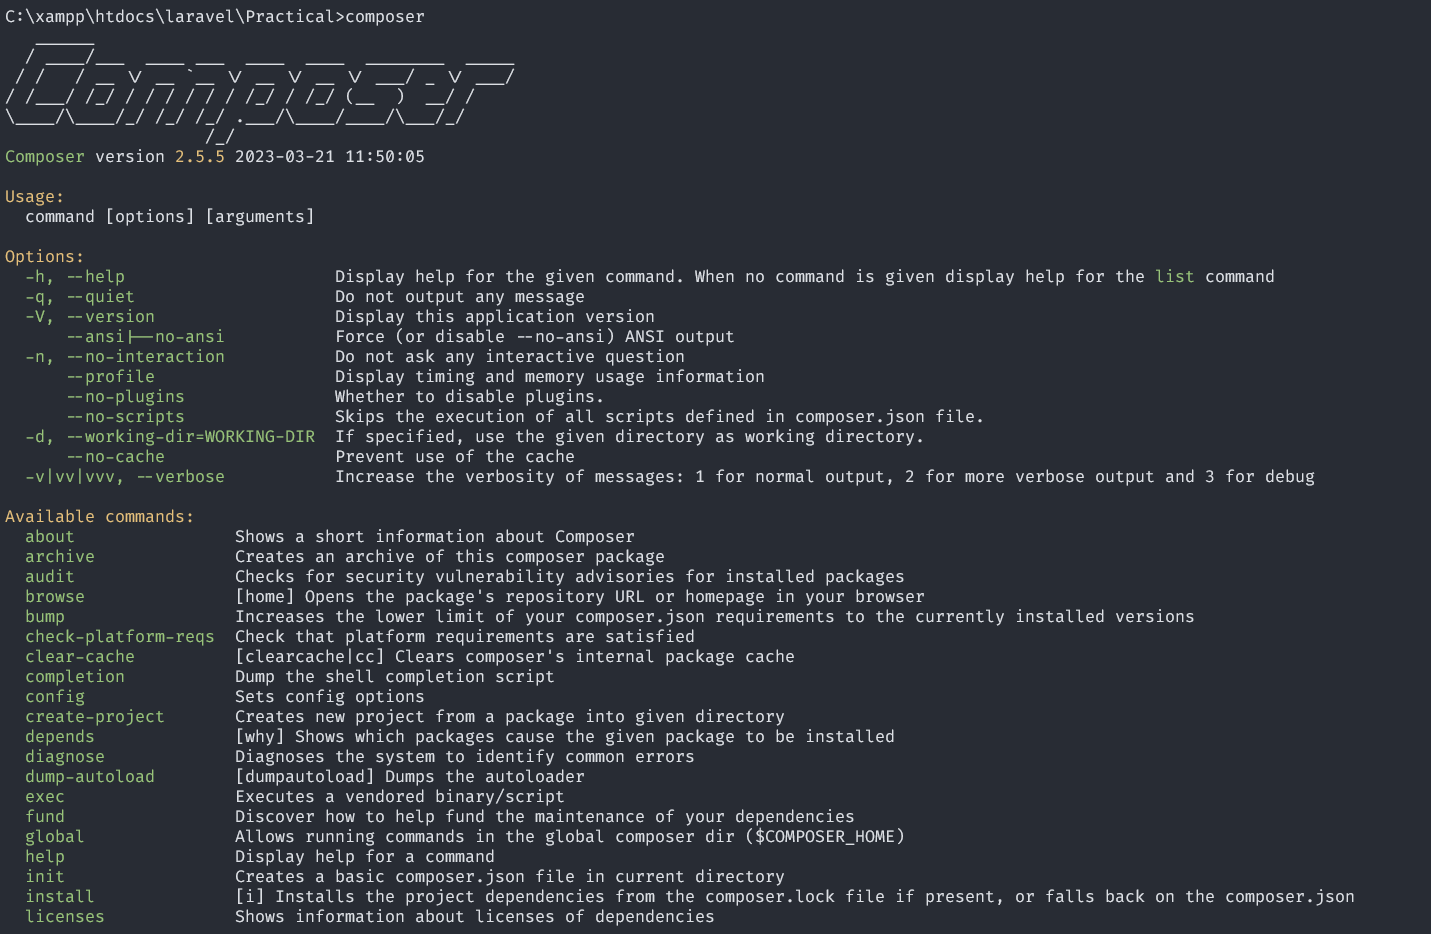 C:\xampp\htdocs\laravel\Practical>composer
Composer
Composer version 2.5.5 2023-03-21 11:50:05
Usage:
command [options] [arguments]
Options:
-h, --help Display help for the given command. When no command is given display help for the list command
-q, --quiet Do not output any message
-V, --version Display this application version
--ansi|--no-ansi Force (or disable --no-ansi) ANSI output
-n, --no-interaction Do not ask any interactive question
--profile Display timing and memory usage information
--no-plugins Whether to disable plugins.
--no-scripts Skips the execution of all scripts defined in composer.json file.
-d, --working-dir=WORKING-DIR If specified, use the given directory as working directory.
--no-cache Prevent use of the cache
-v|vv|vvv, --verbose Increase the verbosity of messages: 1 for normal output, 2 for more verbose output and 3 for debug
Available commands:
about Shows a short information about Composer
archive Creates an archive of this composer package
audit Checks for security vulnerability advisories for installed packages
browse [home] Opens the package's repository URL or homepage in your browser
bump Increases the lower limit of your composer.json requirements to the currently installed versions
check-platform-reqs Check that platform requirements are satisfied
clear-cache [clearcache|cc] Clears composer's internal package cache
completion Dump the shell completion script
config Sets config options
create-project Creates new project from a package into given directory
depends [why] Shows which packages cause the given package to be installed
diagnose Diagnoses the system to identify common errors
dump-autoload [dumpautoload] Dumps the autoloader
exec Executes a vendored binary/script
fund Discover how to help fund the maintenance of your dependencies
global Allows running commands in the global composer dir ($COMPOSER_HOME)
help Display help for a command
init Creates a basic composer.json file in current directory
install [i] Installs the project dependencies from the composer.lock file if present, or falls back on the composer.json
licenses Shows information about licenses of dependencies